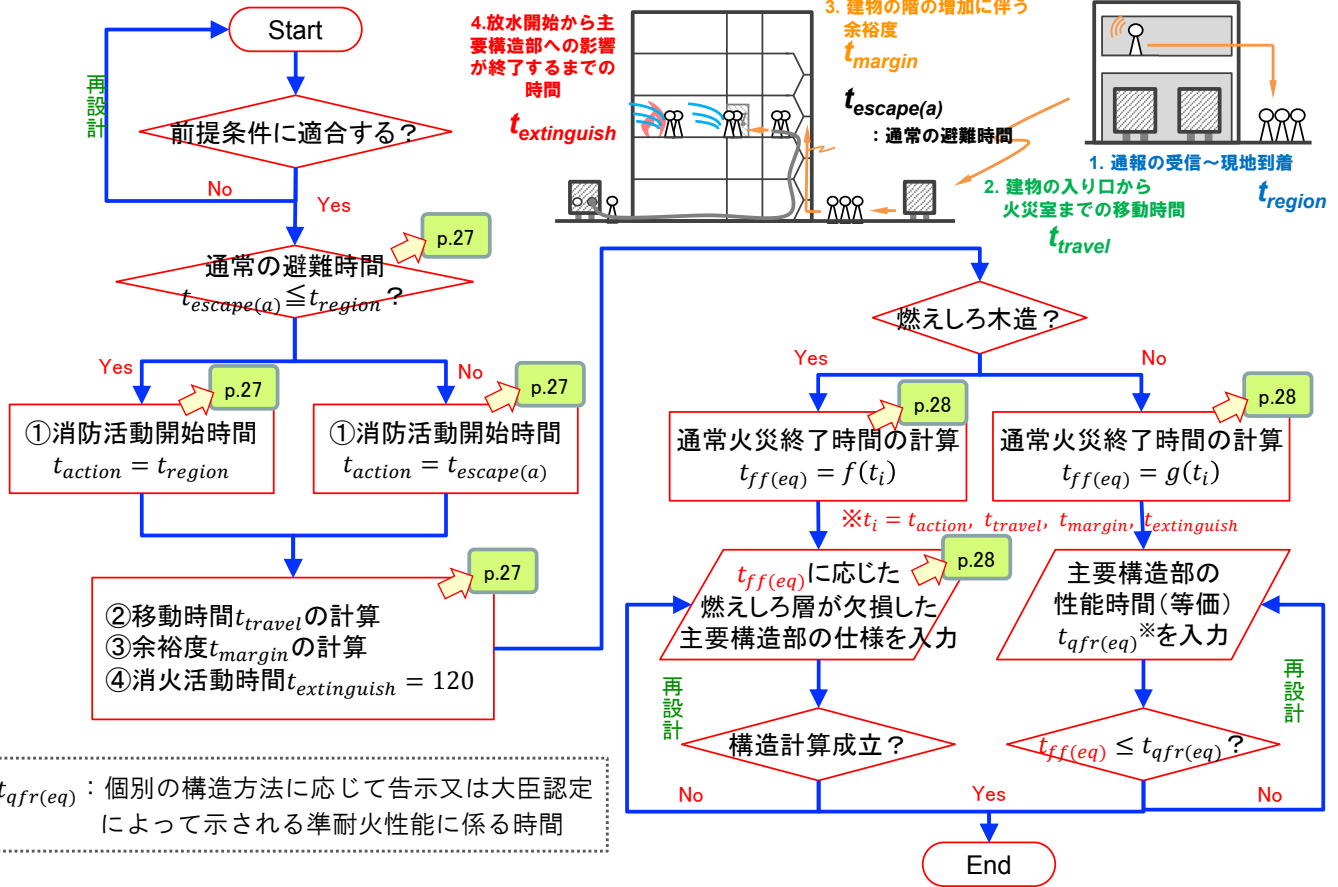 Start
再設計
前提条件に適合する？
No
Yes
p.27
通常の避難時間
t_escape(a)≦t_region？
Yes
No
p.27
p.27
①消防活動開始時間
t_action = t_region
①消防活動開始時間
t_action = t_escape(a)
p.27
②移動時間t_travelの計算
③余裕度t_marginの計算
④消火活動時間t_extinguish = 120
t_qfr(eq)：個別の構造方法に応じて告示又は大臣認定
によって示される準耐火性能に係る時間
4.放水開始から主
要構造部への影響
が終了するまでの
時間
t_extinguish
3. 建物の階の増加に伴う
余裕度
t_margin
t_escape(a)
：通常の避難時間
1. 通報の受信～現地到着
t_region
2. 建物の入り口から
火災室までの移動時間
t_travel
燃えしろ木造？
Yes
No
p.28
p.28
通常火災終了時間の計算
t_ff(eq) = f(t_i)
通常火災終了時間の計算
t_ff(eq) = g(t_i)
※t_i = t_action, t_travel, t_margin, t_extinguish
p.28
t_ff(eq)に応じた
燃えしろ層が欠損した
主要構造部の仕様を入力
主要構造部の
性能時間（等価）
t_qfr(eq)※を入力
再設計
再設計
構造計算成立？
t_ff(eq) ≤ t_qfr(eq)？
No
Yes
No
End